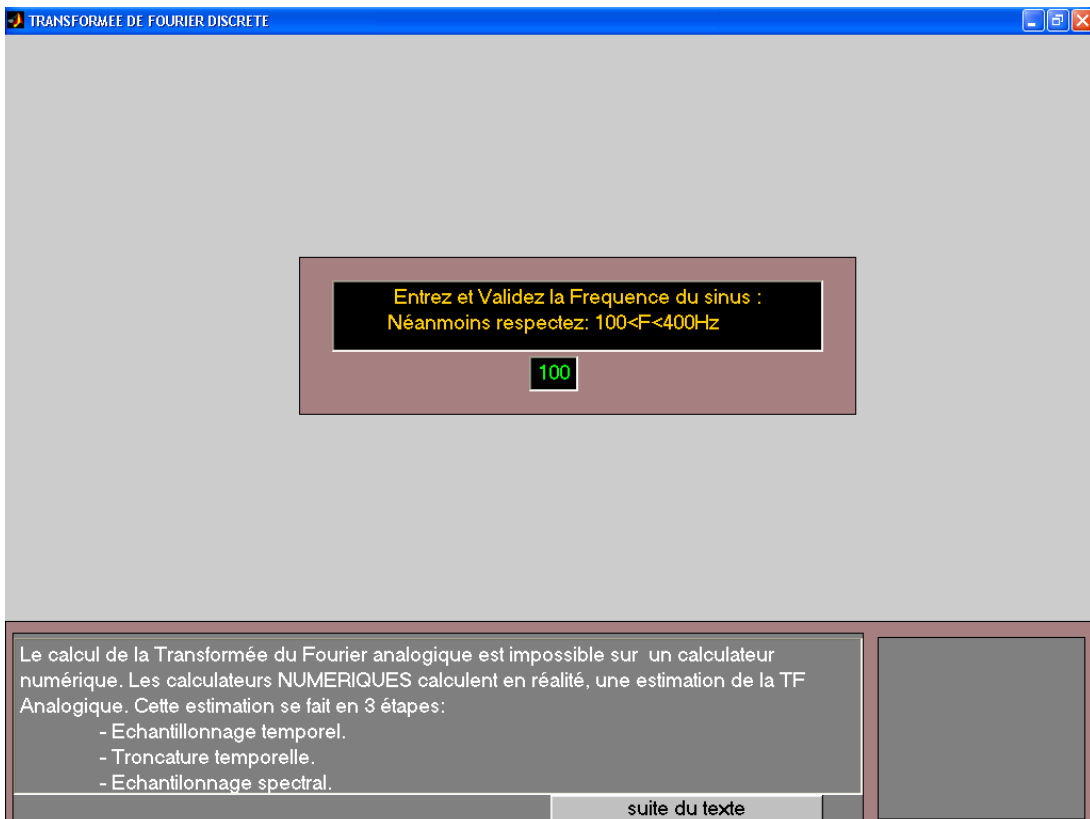 TRANSFORMEE DE FOURIER DISCRETE
Entrez et Validez la Frequence du sinus :
Néanmoins respectez: 100<F<400Hz
100
Le calcul de la Transformée du Fourier analogique est impossible sur un calculateur
numérique. Les calculateurs NUMERIQUES calculent en réalité, une estimation de la TF
Analogique. Cette estimation se fait en 3 étapes:
- Echantillonnage temporel.
- Troncature temporelle.
- Echantilonnage spectral.
suite du texte